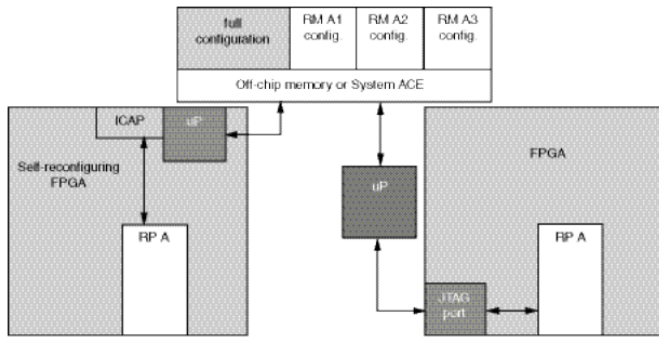 full
configuration
RM A1
config.
RM A2
config.
RM A3
config.
Off-chip memory or System ACE
ICAP
uP
Self-reconfiguring
FPGA
RP A
uP
FPGA
RP A
JTAG
port